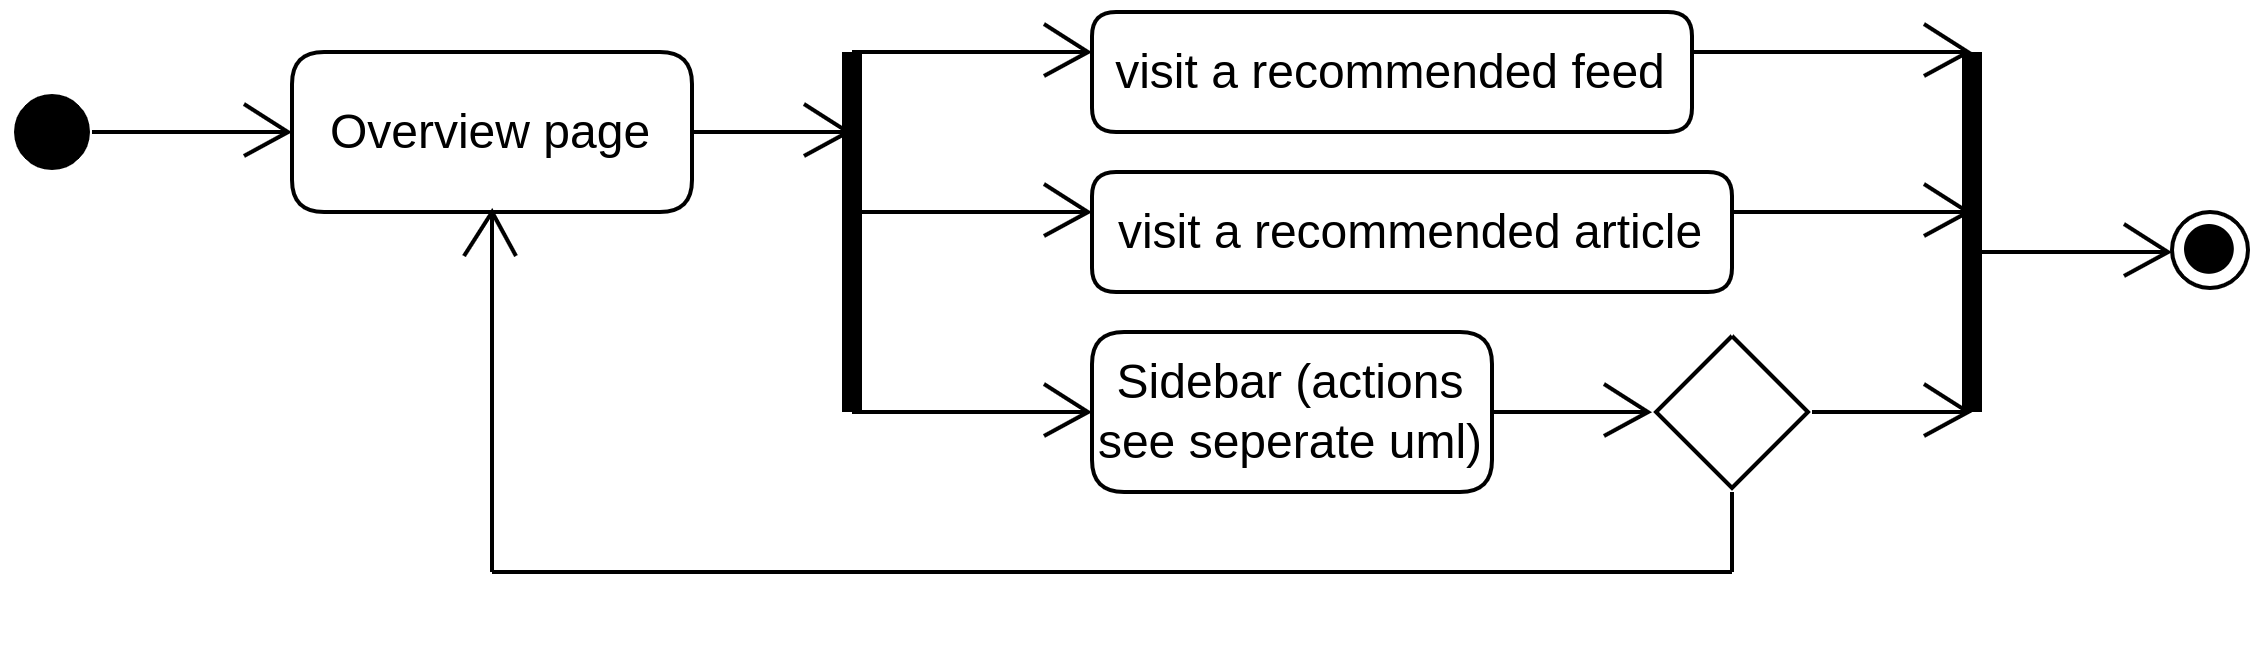 Overview page
visit a recommended feed
visit a recommended article
Sidebar (actions
see seperate uml)